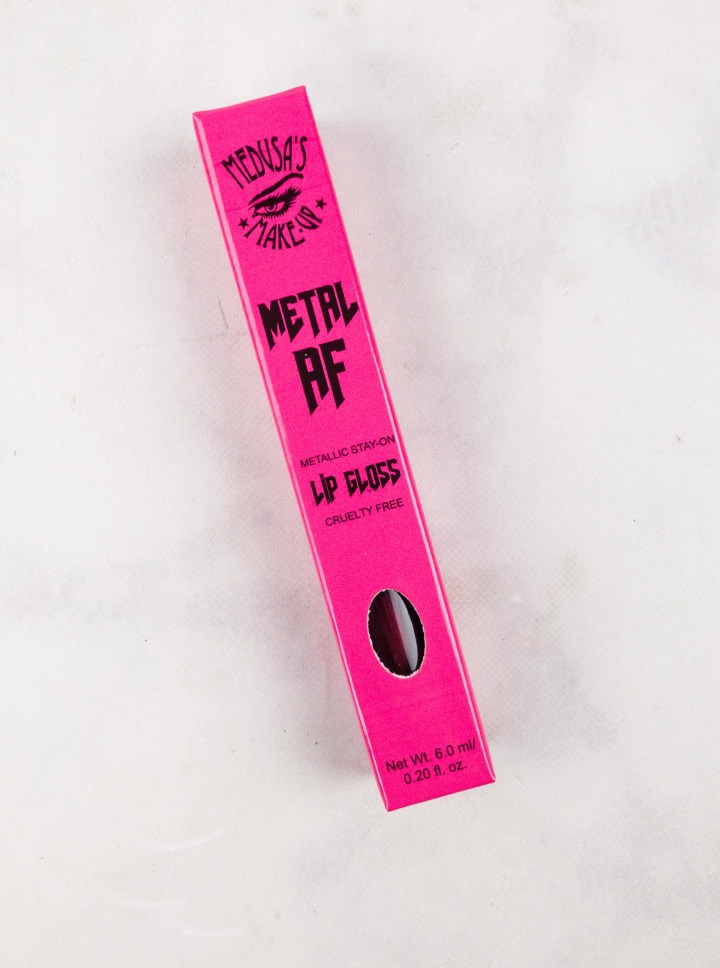 MEDUSA'S
MAKE-UP
METAL
AF
METALLIC STAY-ON
LIP GLOSS
CRUELTY FREE
Net Wt. 6.0 ml/
0.20 fl. oz.